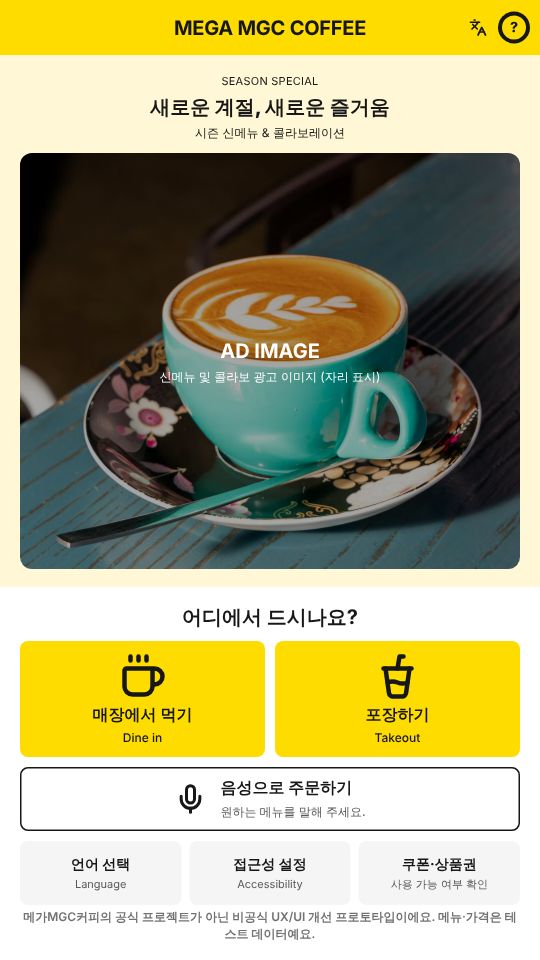 MEGA MGC COFFEE
?
SEASON SPECIAL
새로운 계절, 새로운 즐거움
시즌 신메뉴 & 콜라보레이션
AD IMAGE
신메뉴 및 콜라보 광고 이미지 (자리 표시)
어디에서 드시나요?
매장에서 먹기
Dine in
포장하기
Takeout
음성으로 주문하기
원하는 메뉴를 말해 주세요.
언어 선택
Language
접근성 설정
Accessibility
쿠폰·상품권
사용 가능 여부 확인
메가MGC커피의 공식 프로젝트가 아닌 비공식 UX/UI 개선 프로토타입이에요. 메뉴·가격은 테
스트 데이터예요.